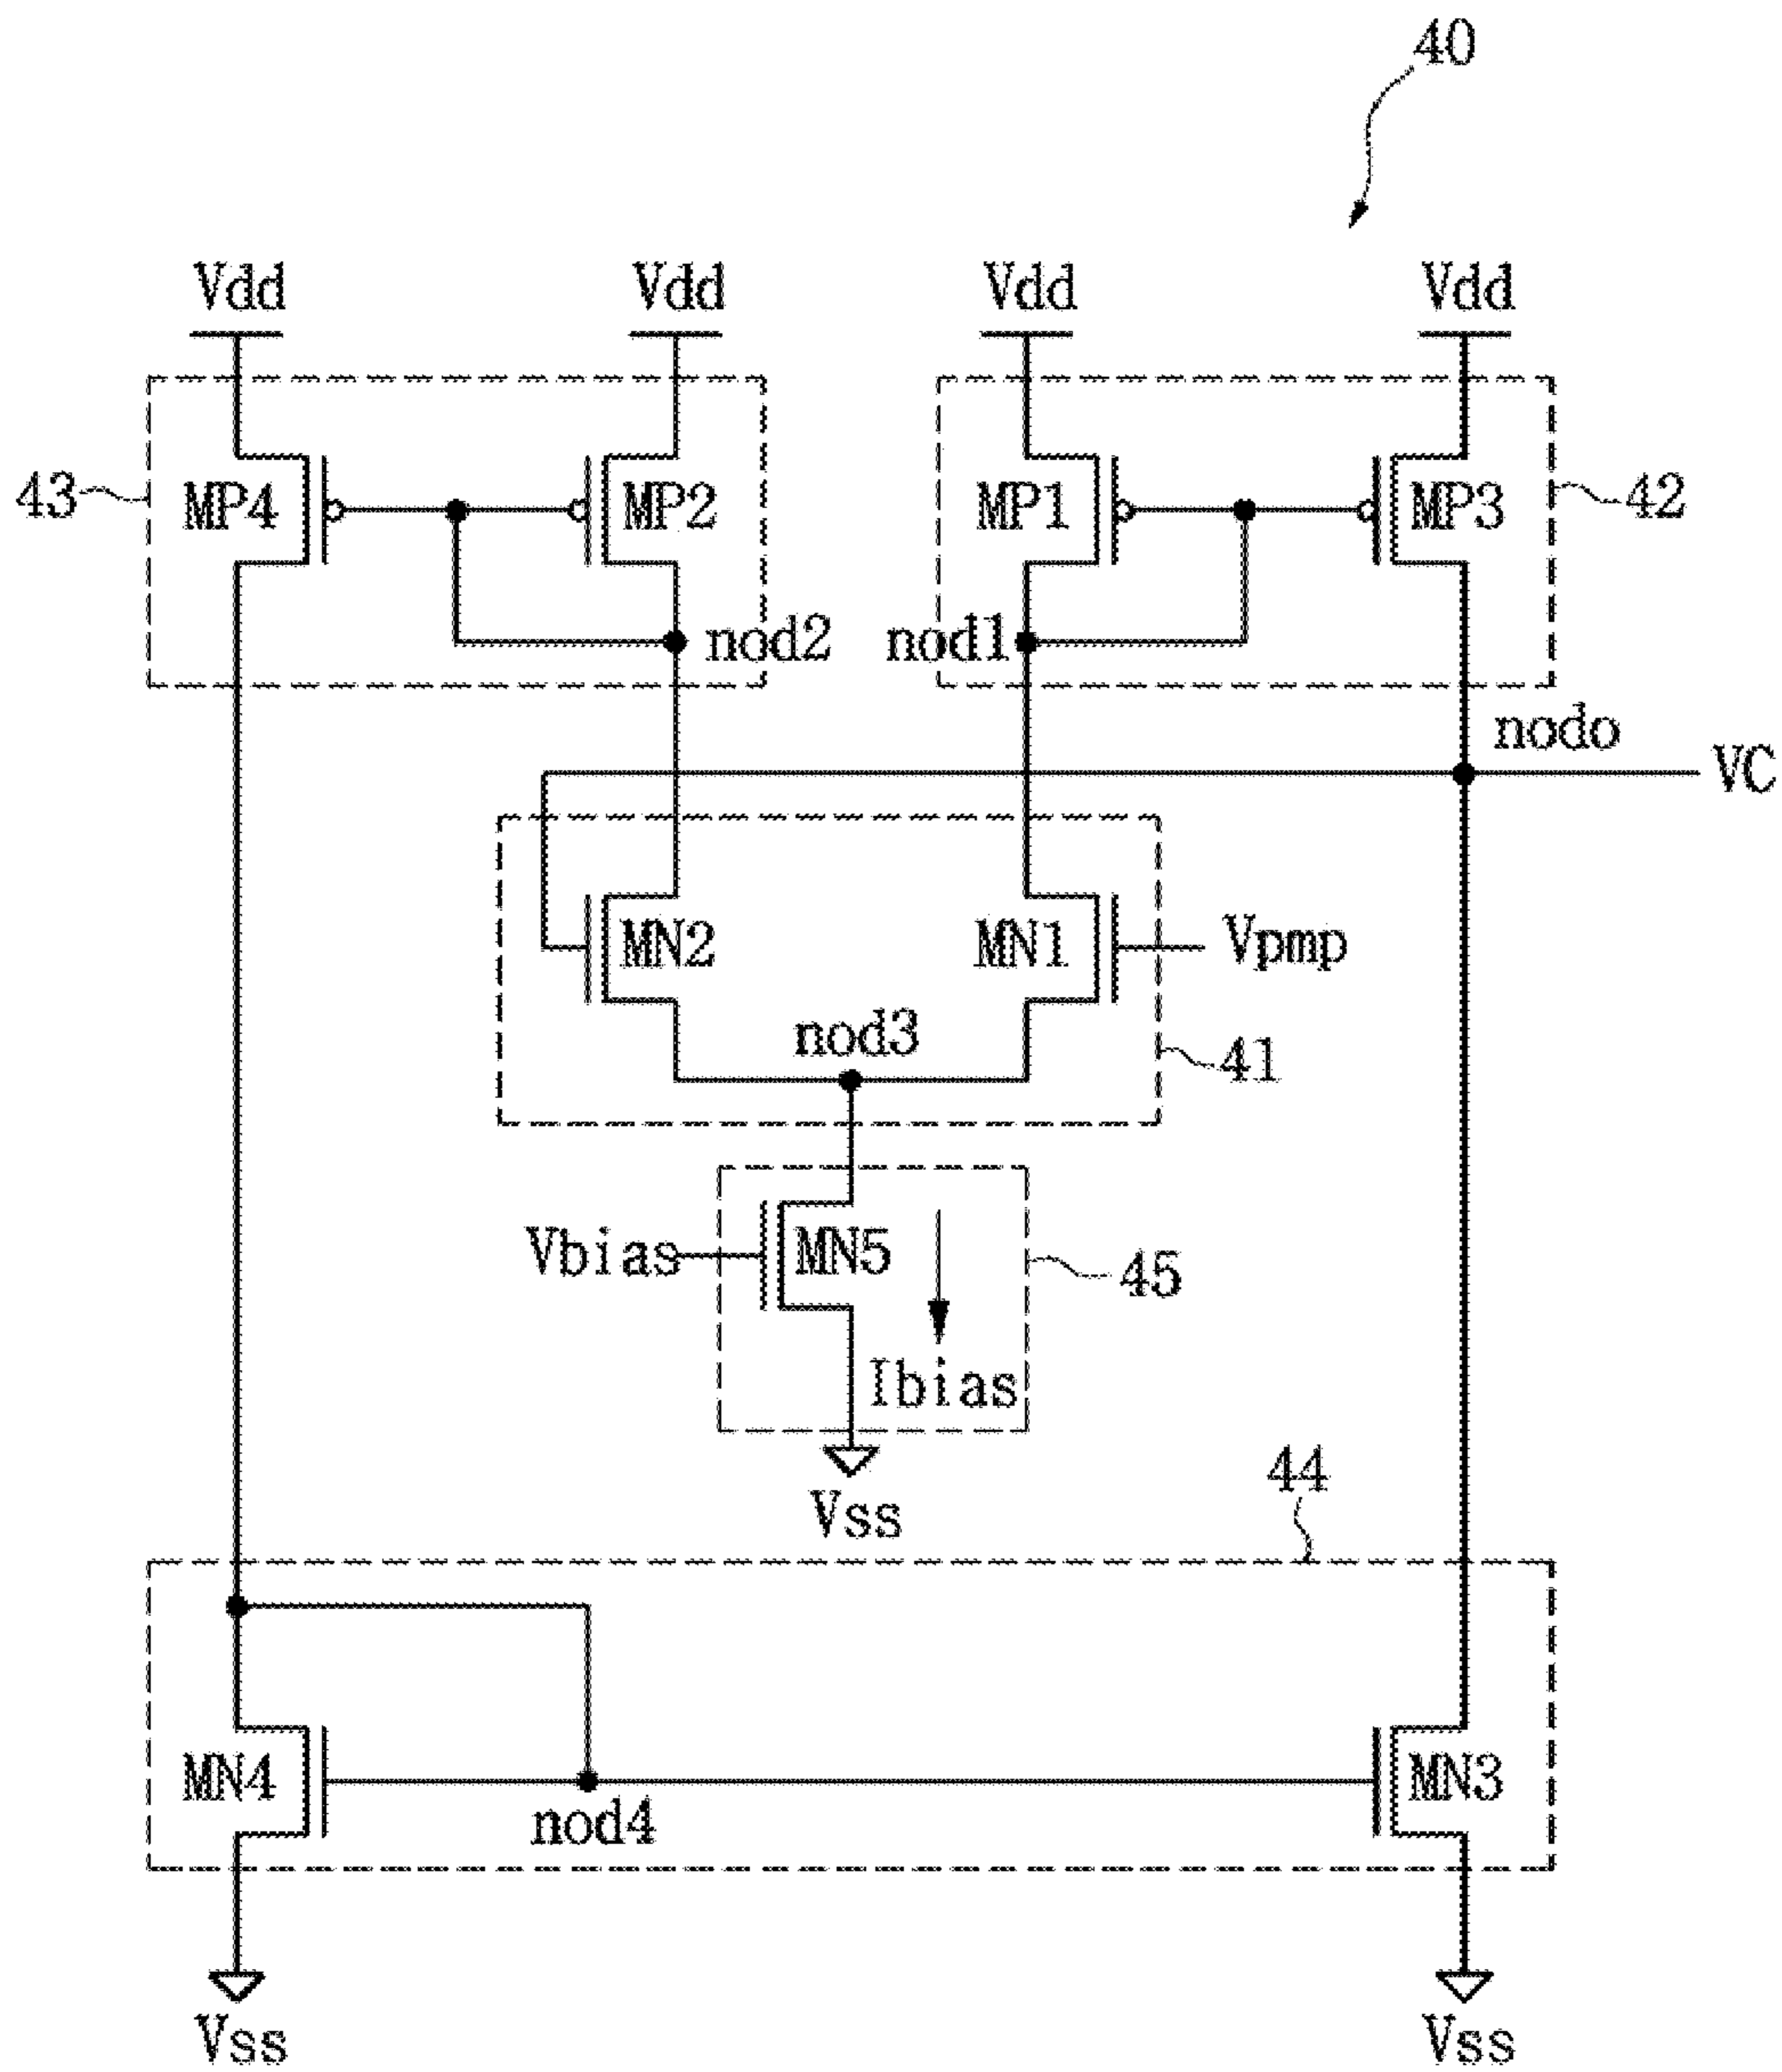 40
Vdd Vdd Vdd Vdd
43 MP4 MP2 MP1 MP3 42
nod2 nod1
nodo
VC
MN2 MN1 Vpmp
nod3
41
Vbias MN5 45
Ibias
Vss
44
MN4 MN3
nod4
Vss Vss